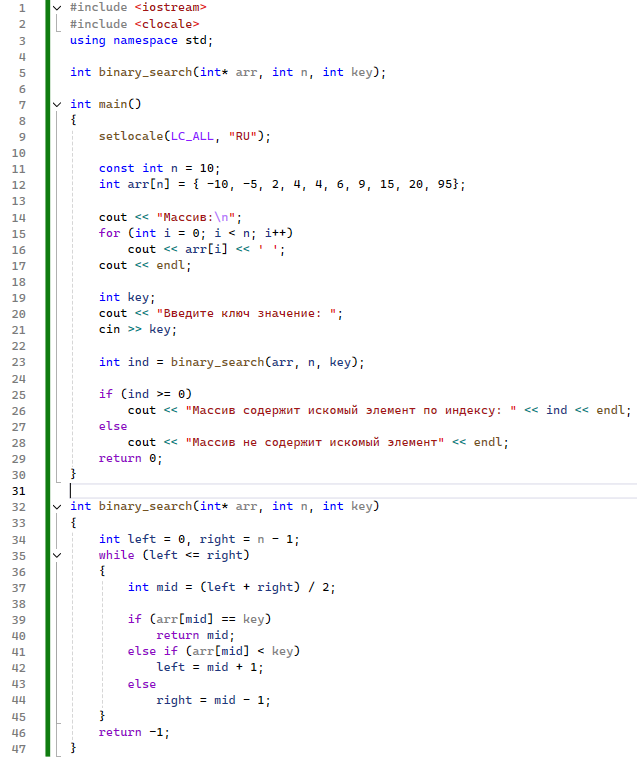 1 #include <iostream>
2 #include <clocale>
3 using namespace std;
4
5 int binary_search(int* arr, int n, int key);
6
7 int main()
8 {
9 setlocale(LC_ALL, "RU");
10
11 const int n = 10;
12 int arr[n] = { -10, -5, 2, 4, 4, 6, 9, 15, 20, 95};
13
14 cout << "Массив:\n";
15 for (int i = 0; i < n; i++)
16 cout << arr[i] << ' ';
17 cout << endl;
18
19 int key;
20 cout << "Введите ключ значение: ";
21 cin >> key;
22
23 int ind = binary_search(arr, n, key);
24
25 if (ind >= 0)
26 cout << "Массив содержит искомый элемент по индексу: " << ind << endl;
27 else
28 cout << "Массив не содержит искомый элемент" << endl;
29 return 0;
30 }
31
32 int binary_search(int* arr, int n, int key)
33 {
34 int left = 0, right = n - 1;
35 while (left <= right)
36 {
37 int mid = (left + right) / 2;
38
39 if (arr[mid] == key)
40 return mid;
41 else if (arr[mid] < key)
42 left = mid + 1;
43 else
44 right = mid - 1;
45 }
46 return -1;
47 }